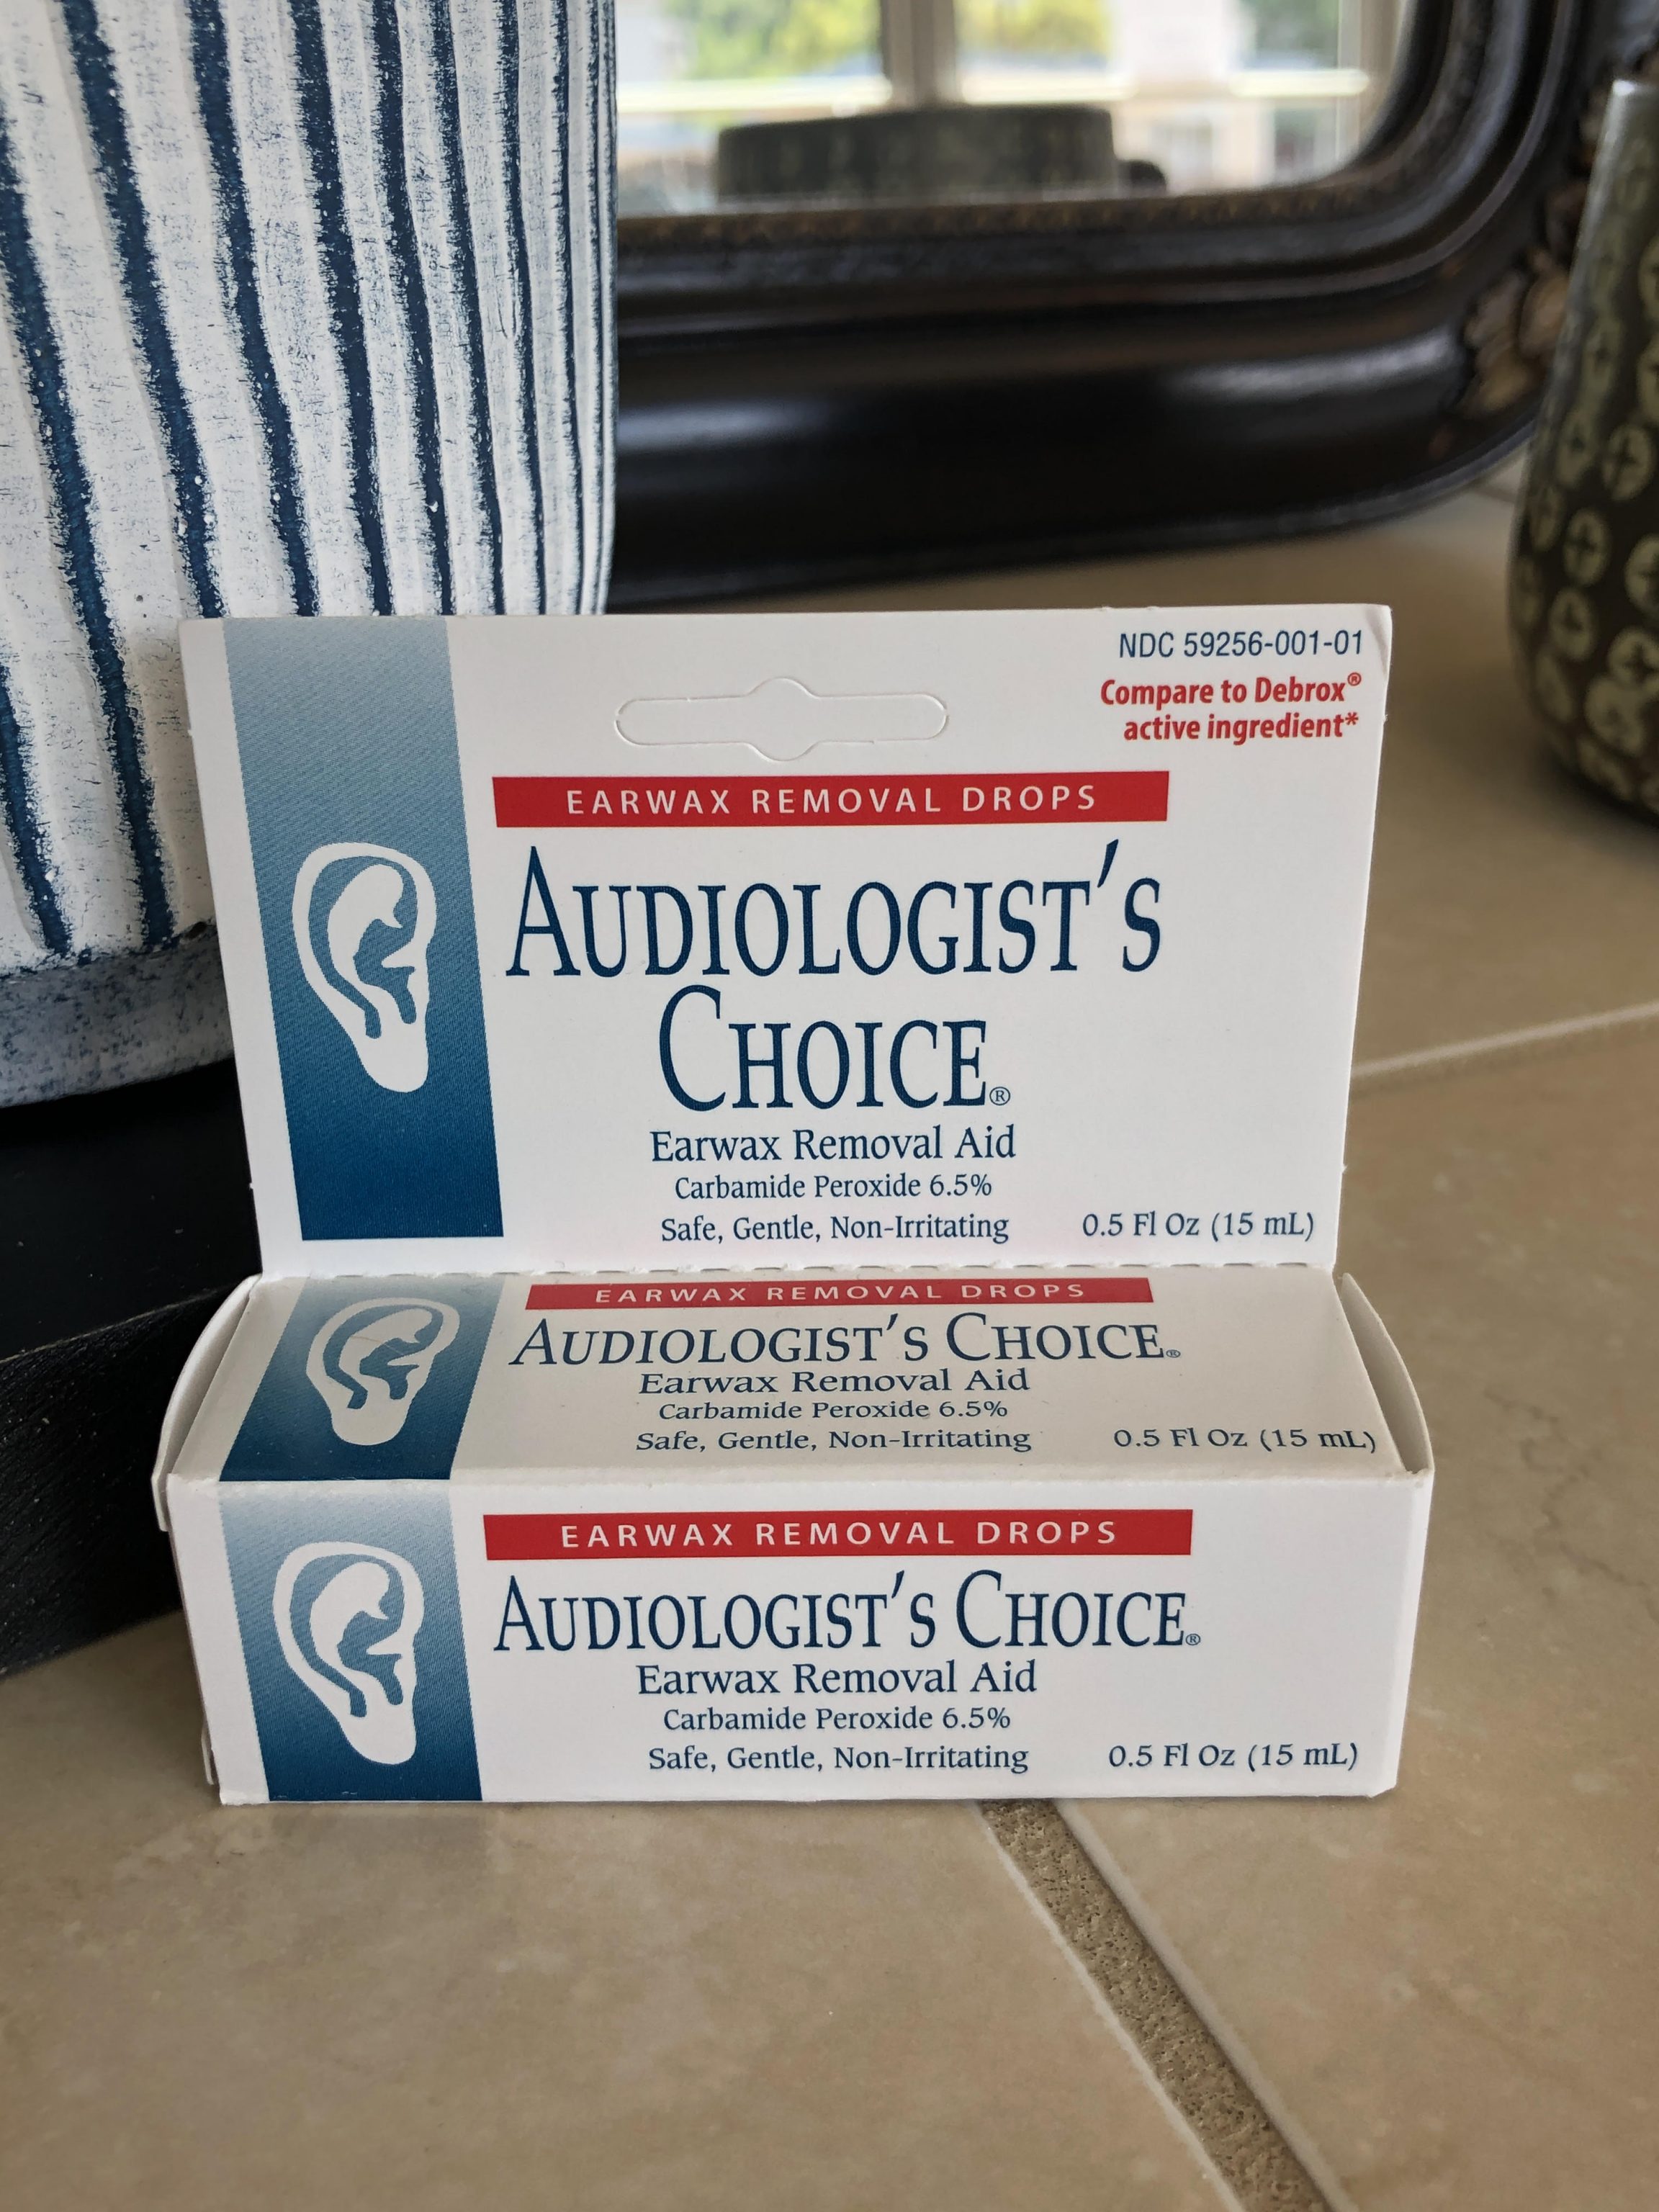 NDC 59256-001-01
Compare to Debrox®
active ingredient*
EARWAX REMOVAL DROPS
AUDIOLOGIST'S
CHOICE®
Earwax Removal Aid
Carbamide Peroxide 6.5%
Safe, Gentle, Non-Irritating 0.5 Fl Oz (15 mL)
EARWAX REMOVAL DROPS
AUDIOLOGIST'S CHOICE®
Earwax Removal Aid
Carbamide Peroxide 6.5%
Safe, Gentle, Non-Irritating 0.5 Fl Oz (15 mL)
EARWAX REMOVAL DROPS
AUDIOLOGIST'S CHOICE®
Earwax Removal Aid
Carbamide Peroxide 6.5%
Safe, Gentle, Non-Irritating 0.5 Fl Oz (15 mL)